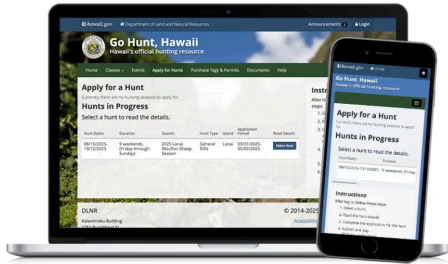 Hawaii.gov Department of Land and Natural Resources Announcements Login
Go Hunt, Hawaii
Hawaii's official hunting resource
Home Classes + Events Apply for Hunts Purchase Tags & Permits Documents Help
Apply for a Hunt
Currently there are no hunting seasons to apply for.
Hunts in Progress
Select a hunt to read the details.
Hunt Dates Duration Season Hunt Type Island Application Period Read Details
08/15/2025-10/12/2025 9 weekends, (Friday through Sunday) 2025 Lanai Mouflon Sheep Season General Rifle Lanai 03/31/2025-05/02/2025 Select Hunt
DLNR
Kalanimoku Building
© 2014-2025
Hawaii.gov
Go Hunt, Hawaii
Hawaii's official hunting resource
Apply for a Hunt
Currently there are no hunting seasons to apply for.
Hunts in Progress
Select a hunt to read the details.
Hunt Dates Duration
08/15/2025-10/12/2025 9 weekends, (Friday
Instructions
After log in, follow these steps:
1. Select a hunt
2. Read the hunt details
3. Complete the application for the hunt
4. Submit and pay